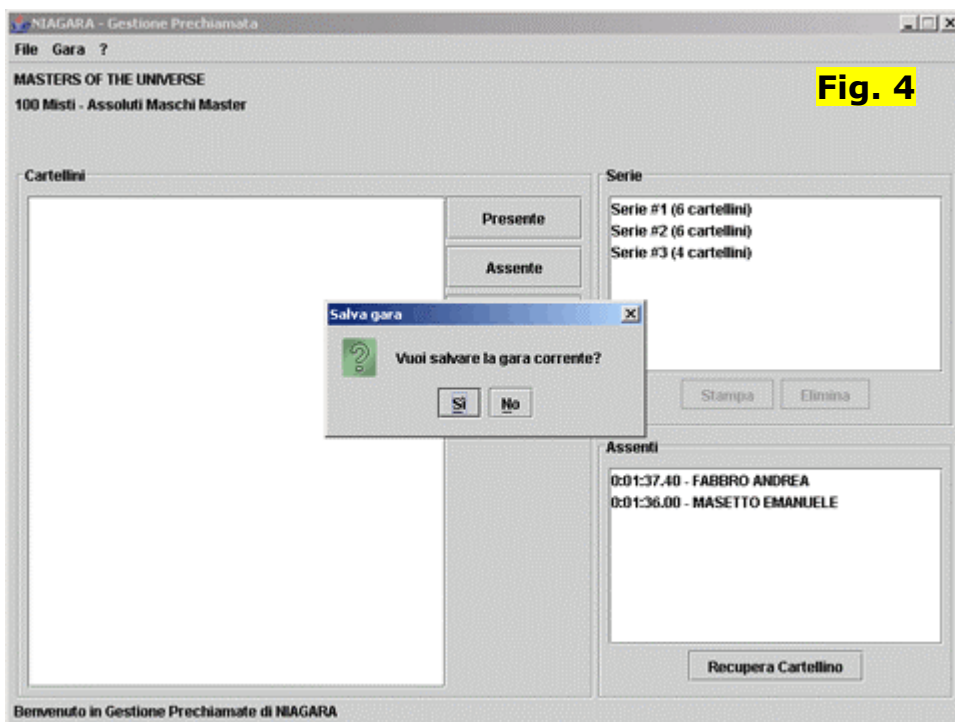 NIAGARA - Gestione Prechiamata
File Gara ?
MASTERS OF THE UNIVERSE
100 Misti - Assoluti Maschi Master
Fig. 4
Cartellini
Presente
Assente
Serie
Serie #1 (6 cartellini)
Serie #2 (6 cartellini)
Serie #3 (4 cartellini)
Stampa Elimina
Salva gara
Vuoi salvare la gara corrente?
Sì No
Assenti
0:01:37.40 - FABBRO ANDREA
0:01:36.00 - MASETTO EMANUELE
Recupera Cartellino
Benvenuto in Gestione Prechiamate di NIAGARA